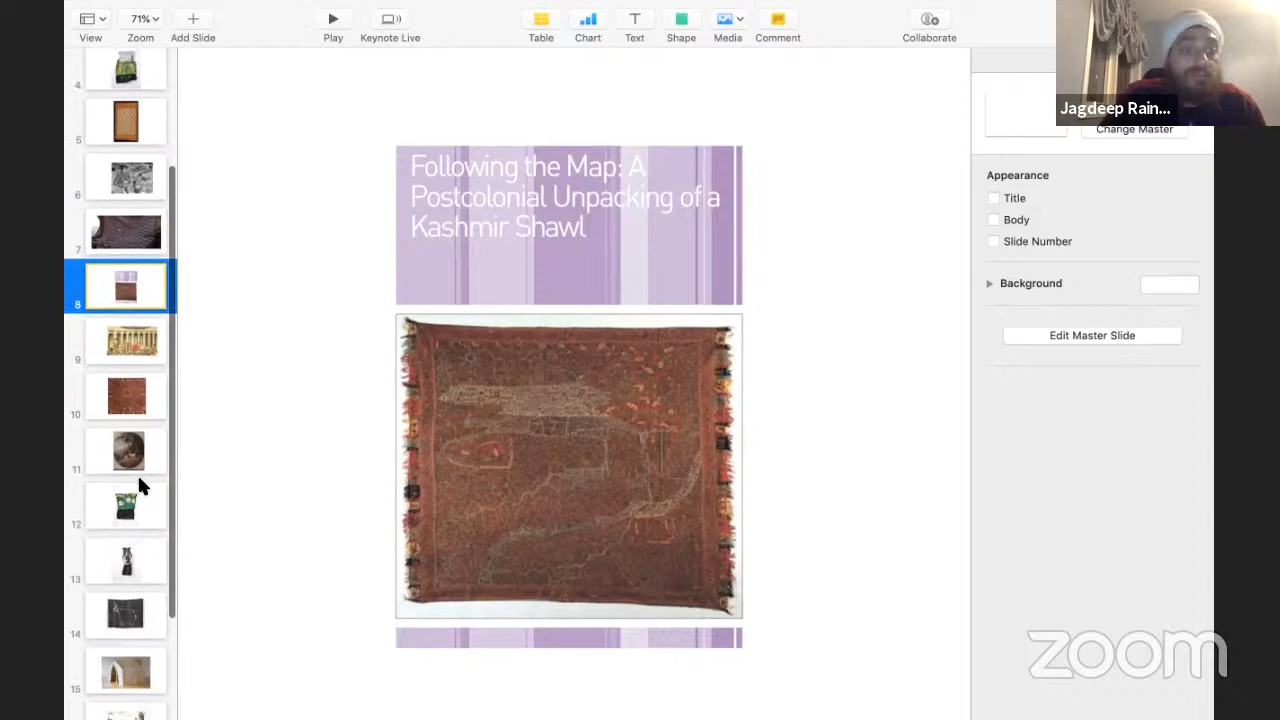 71%
View
Zoom
Add Slide
Play
Keynote Live
Table
Chart
Text
Shape
Media
Comment
Collaborate
Jagdeep Rain...
Change Master
Appearance
Title
Body
Slide Number
Background
Edit Master Slide
4
5
6
7
8
9
10
11
12
13
14
15
Following the Map: A
Postcolonial Unpacking of a
Kashmir Shawl
zoom